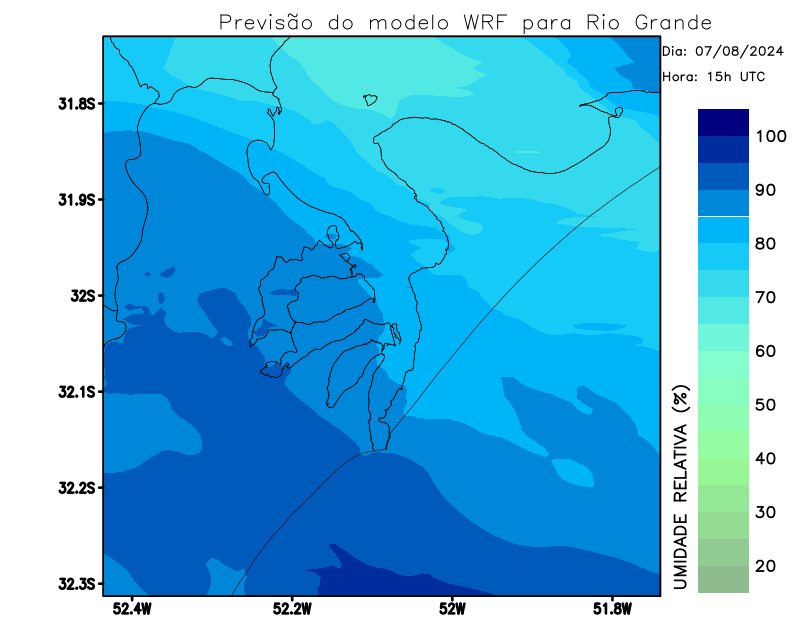 Previsão do modelo WRF para Rio Grande
Dia: 07/08/2024
Hora: 15h UTC
31.8S
31.9S
32S
32.1S
32.2S
32.3S
52.4W
52.2W
52W
51.8W
100
90
80
70
60
50
40
30
20
UMIDADE RELATIVA (%)